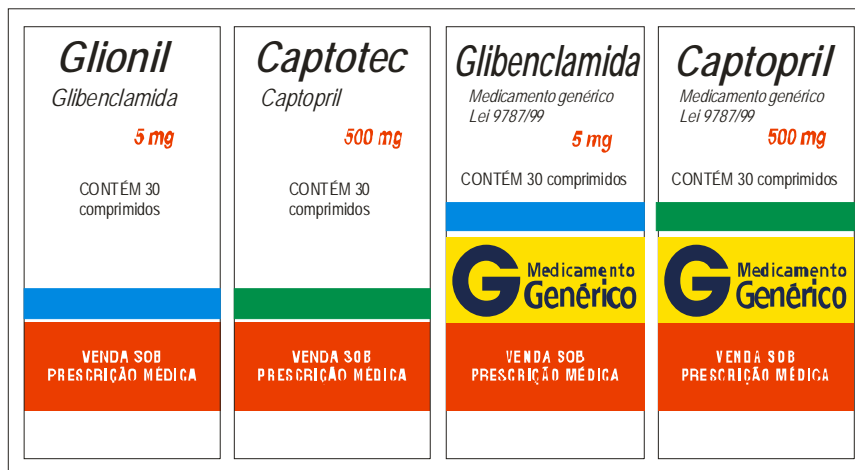 Glionil
Glibenclamida
5 mg
CONTÉM 30
comprimidos
VENDA SOB
PRESCRIÇÃO MÉDICA
Captotec
Captopril
500 mg
CONTÉM 30
comprimidos
VENDA SOB
PRESCRIÇÃO MÉDICA
Glibenclamida
Medicamento genérico
Lei 9787/99
5 mg
CONTÉM 30 comprimidos
G
Medicamento
Genérico
VENDA SOB
PRESCRIÇÃO MÉDICA
Captopril
Medicamento genérico
Lei 9787/99
500 mg
CONTÉM 30 comprimidos
G
Medicamento
Genérico
VENDA SOB
PRESCRIÇÃO MÉDICA